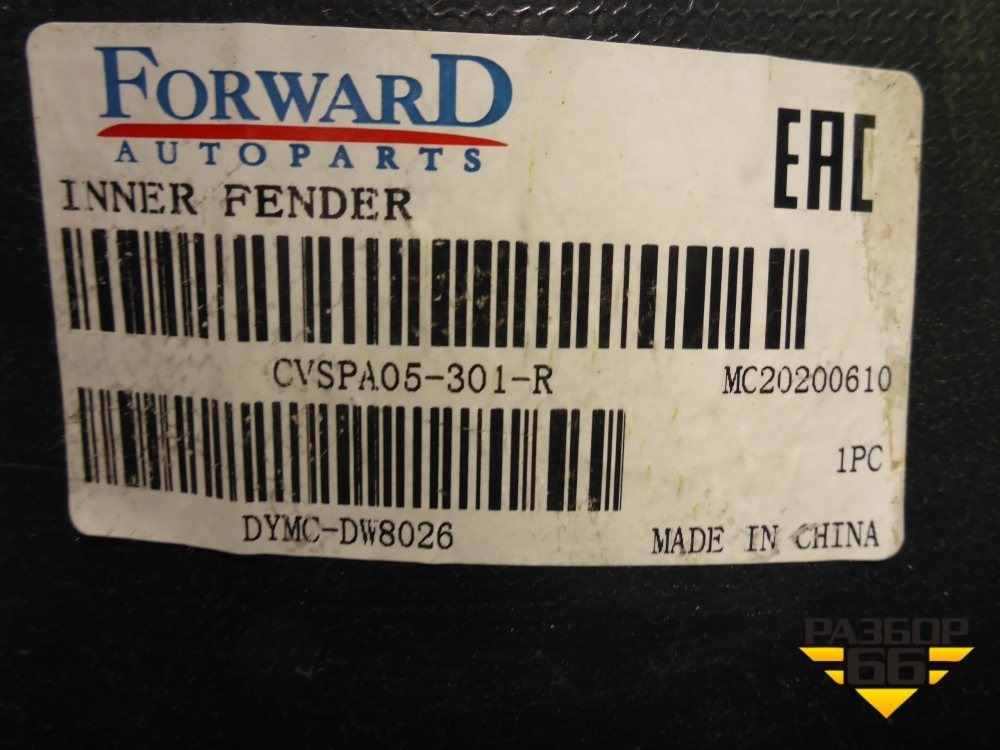 FORWARD
AUTOPARTS
EAC
INNER FENDER
CVSPA05-301-R
MC20200610
1PC
DYMC-DW8026
MADE IN CHINA
РАЗБОР
66